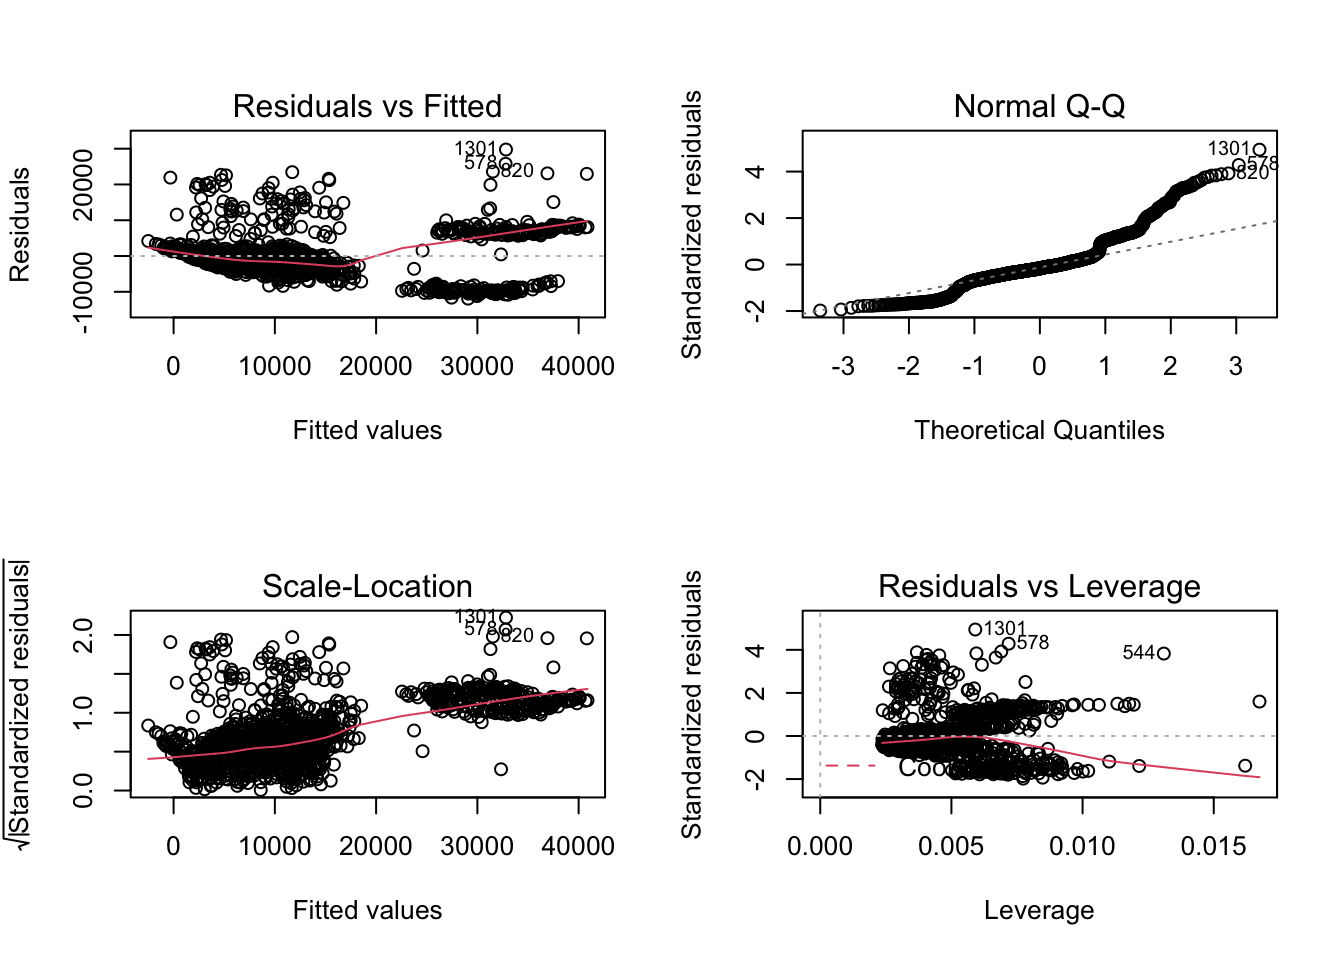 Residuals vs Fitted
Residuals
20000
-10000
1301
578
820
0 10000 20000 30000 40000
Fitted values
Normal Q-Q
Standardized residuals
4
2
0
-2
1301
578
820
-3 -2 -1 0 1 2 3
Theoretical Quantiles
Scale-Location
√|Standardized residuals|
2.0
1.0
0.0
1301
578
820
0 10000 20000 30000 40000
Fitted values
Residuals vs Leverage
Standardized residuals
4
2
0
-2
1301
578
544
0.000 0.005 0.010 0.015
Leverage